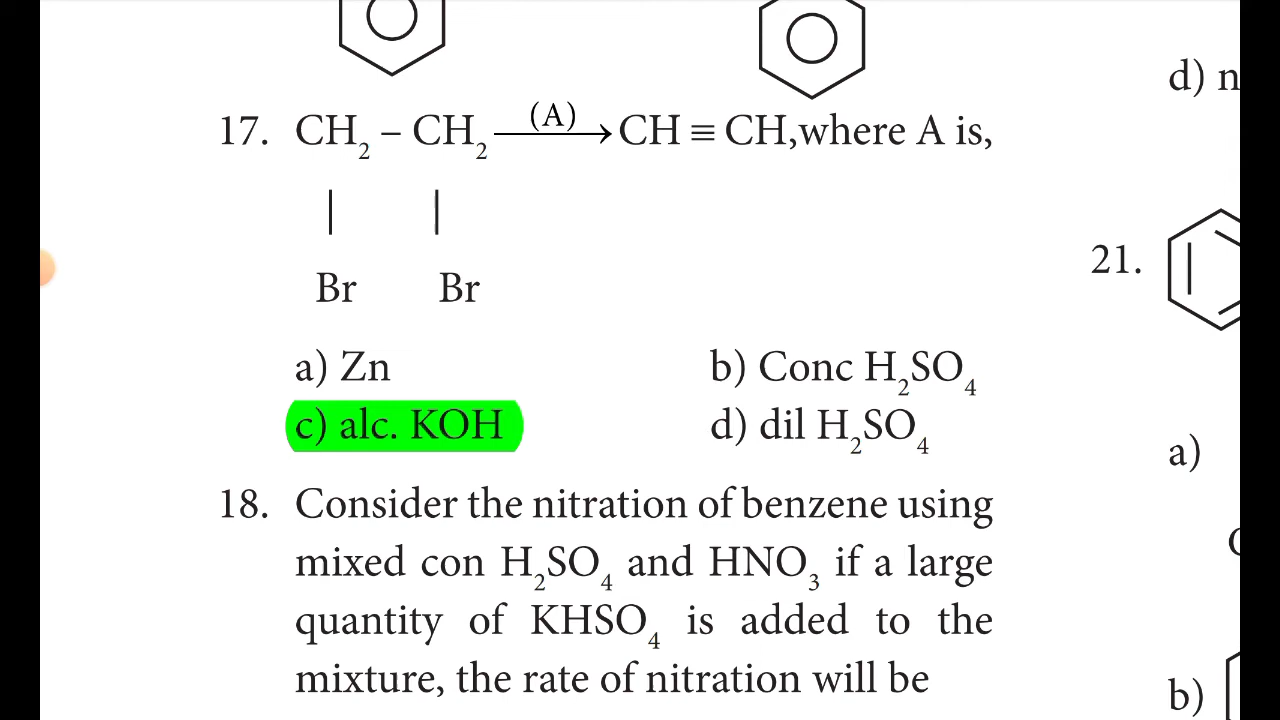 17. CH₂ – CH₂ (A) → CH ≡ CH,where A is,
| |
Br Br
a) Zn b) Conc H₂SO₄
c) alc. KOH d) dil H₂SO₄
18. Consider the nitration of benzene using
mixed con H₂SO₄ and HNO₃ if a large
quantity of KHSO₄ is added to the
mixture, the rate of nitration will be
d) n
21.
a)
b)